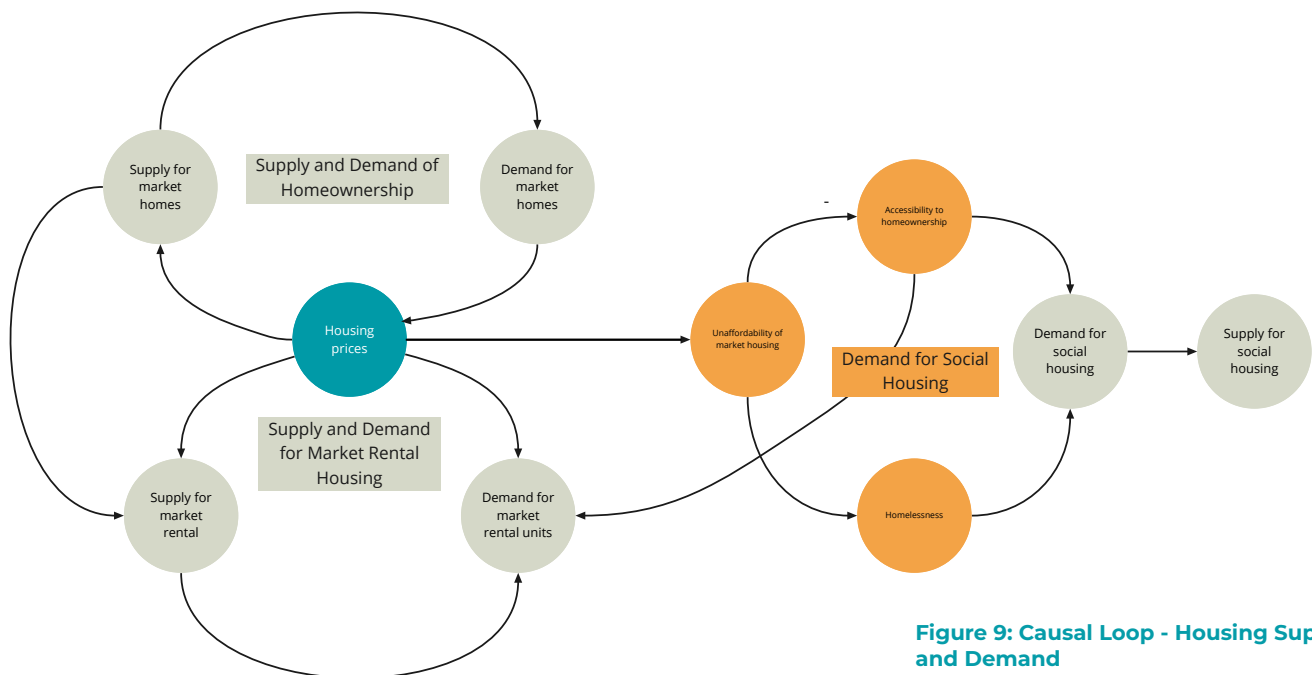 Supply for
market
homes
Supply and Demand of
Homeownership
Demand for
market
homes
-
Accessibility to
homeownership
Housing
prices
Unaffordability of
market housing
Demand for Social
Housing
Demand for
social
housing
Supply for
social
housing
Supply and Demand
for Market Rental
Housing
Supply for
market
rental
Demand for
market
rental units
Homelessness
Figure 9: Causal Loop - Housing Sup
and Demand